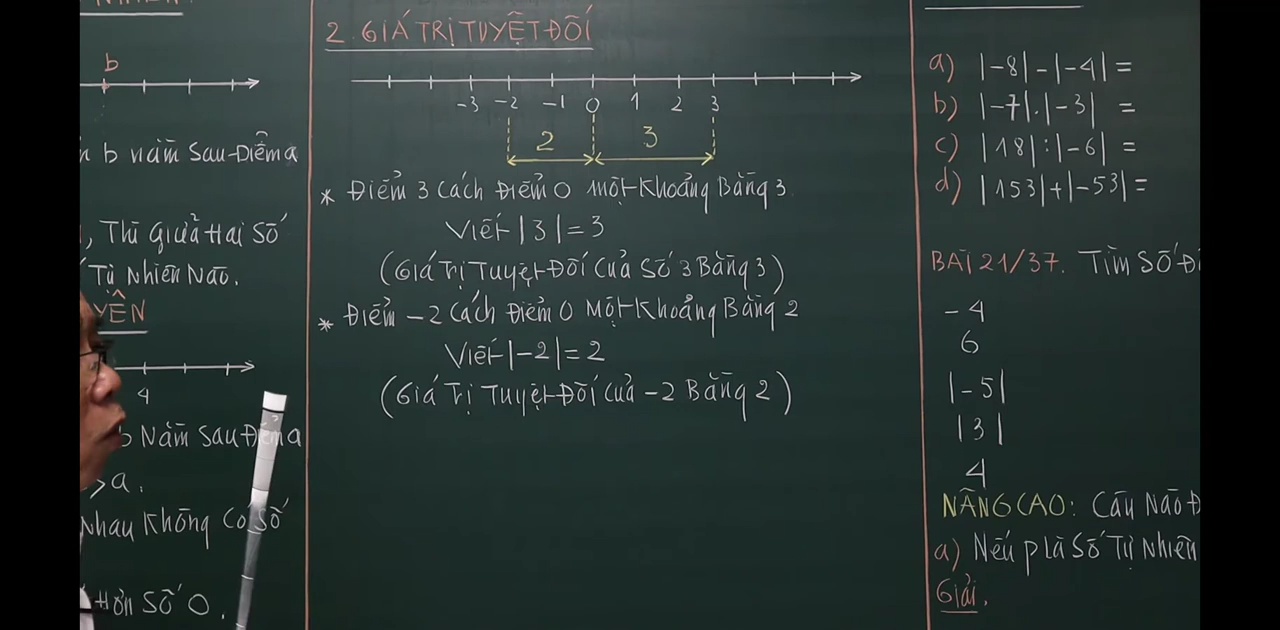 b
n b nằm Sau Điểm a
, Thì Giữa Hai Số
Tự Nhiên Nào.
YÊN
4
b Nằm Sau Điểm a
> a.
Nhau Không Có Số
Hơn Số 0.
2. GIÁ TRỊ TUYỆT ĐỐI
-3 -2 -1 0 1 2 3
2 3
* Điểm 3 Cách Điểm 0 Một Khoảng Bằng 3
Viết |3| = 3
(Giá Trị Tuyệt Đối Của Số 3 Bằng 3)
* Điểm -2 Cách Điểm 0 Một Khoảng Bằng 2
Viết |-2| = 2
(Giá Trị Tuyệt Đối Của -2 Bằng 2)
a) |-8| - |-4| =
b) |-7| . |-3| =
c) |18| : |-6| =
d) |153| + |-53| =
BÀI 21/37. Tìm Số Đ
-4
6
|-5|
|3|
4
NÂNG CAO: Câu Nào Đ
a) Nếu p Là Số Tự Nhiên
Giải.